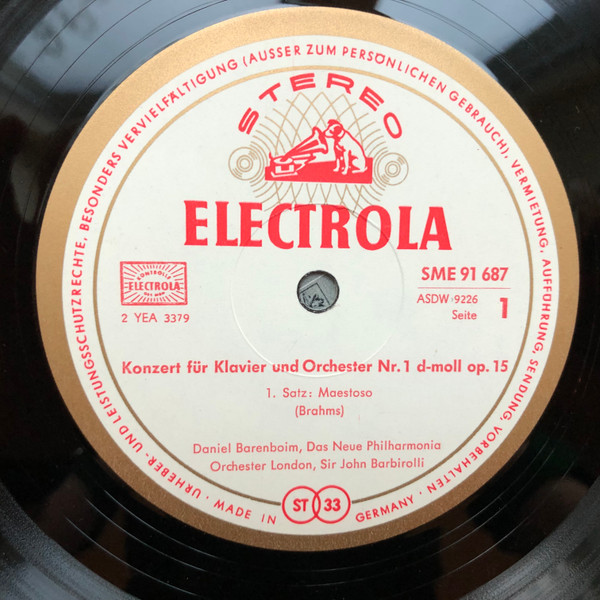 URHEBER- UND LEISTUNGSSCHUTZRECHTE, BESONDERS VERVIELFÄLTIGUNG (AUSSER ZUM PERSÖNLICHEN GEBRAUCH), VERMIETUNG, AUFFÜHRUNG, SENDUNG, VORBEHALTEN ·
STEREO
ELECTROLA
ELECTROLA
2 YEA 3379
SME 91 687
ASDW 9226
Seite 1
Konzert für Klavier und Orchester Nr. 1 d-moll op. 15
1. Satz: Maestoso
(Brahms)
Daniel Barenboim, Das Neue Philharmonia
Orchester London, Sir John Barbirolli
MADE IN ST 33 GERMANY ·